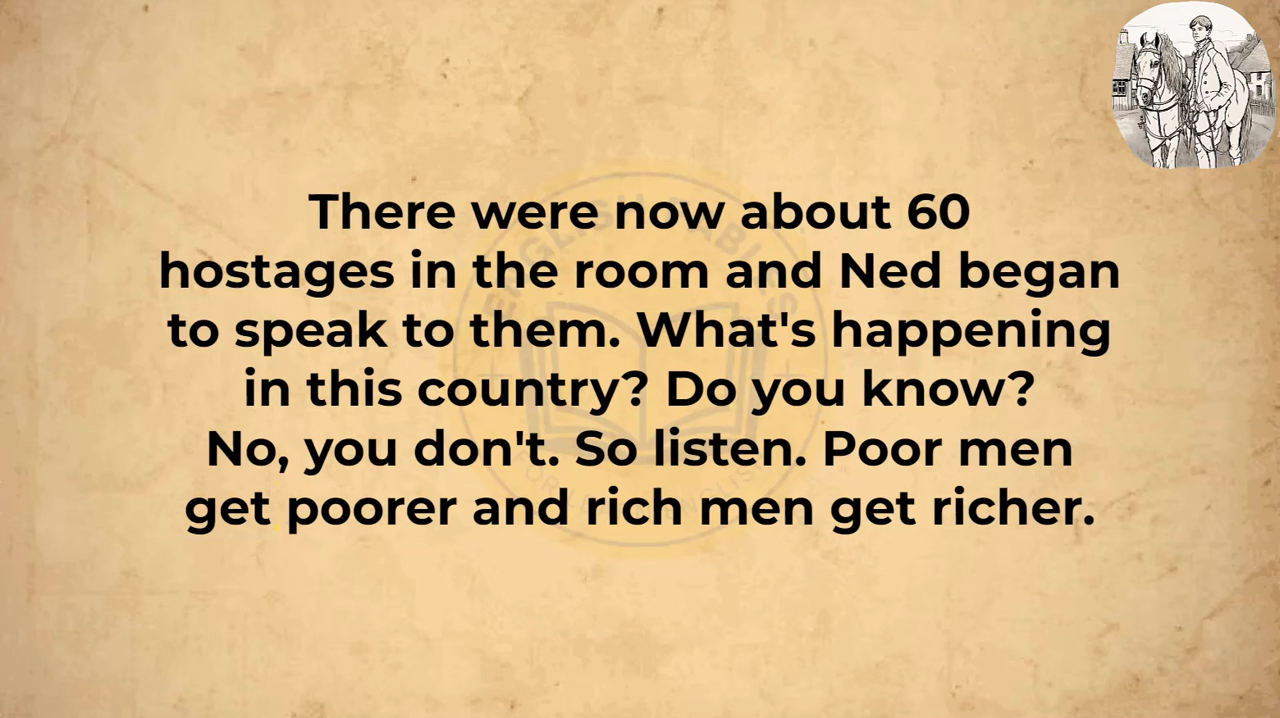 There were now about 60
hostages in the room and Ned began
to speak to them. What's happening
in this country? Do you know?
No, you don't. So listen. Poor men
get poorer and rich men get richer.